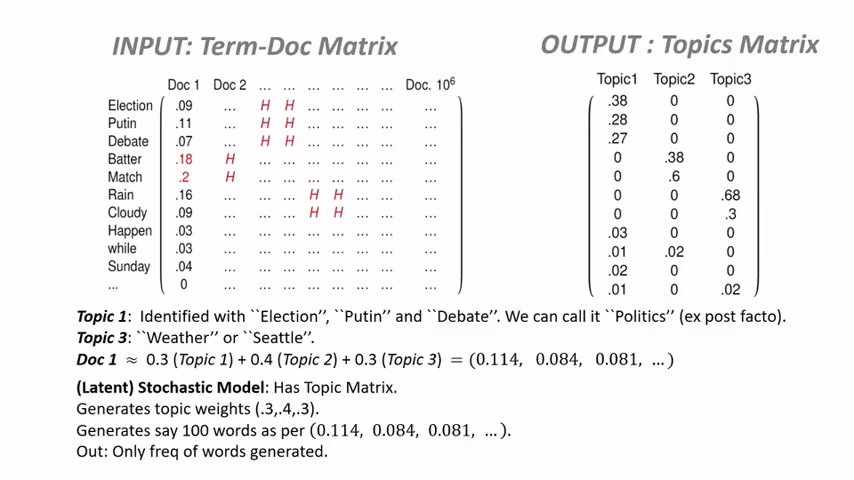 INPUT: Term-Doc Matrix
OUTPUT : Topics Matrix
Doc 1 Doc 2 ... ... ... ... ... ... Doc. 10⁶
Election .09 ... H H ... ... ... ... ...
Putin .11 ... H H ... ... ... ... ...
Debate .07 ... H H ... ... ... ... ...
Batter .18 H ... ... ... ... ... ... ...
Match .2 H ... ... ... ... ... ... ...
Rain .16 ... ... ... H H ... ... ...
Cloudy .09 ... ... ... H H ... ... ...
Happen .03 ... ... ... ... ... ... ... ...
while .03 ... ... ... ... ... ... ... ...
Sunday .04 ... ... ... ... ... ... ... ...
... 0 ... ... ... ... ... ... ... ...
Topic1 Topic2 Topic3
.38 0 0
.28 0 0
.27 0 0
0 .38 0
0 .6 0
0 0 .68
0 0 .3
.03 0 0
.01 .02 0
.02 0 0
.01 0 .02
Topic 1: Identified with ``Election'', ``Putin'' and ``Debate''. We can call it ``Politics'' (ex post facto).
Topic 3: ``Weather'' or ``Seattle''.
Doc 1 ≈ 0.3 (Topic 1) + 0.4 (Topic 2) + 0.3 (Topic 3) = (0.114, 0.084, 0.081, ...)
(Latent) Stochastic Model: Has Topic Matrix.
Generates topic weights (.3,.4,.3).
Generates say 100 words as per (0.114, 0.084, 0.081, ...).
Out: Only freq of words generated.